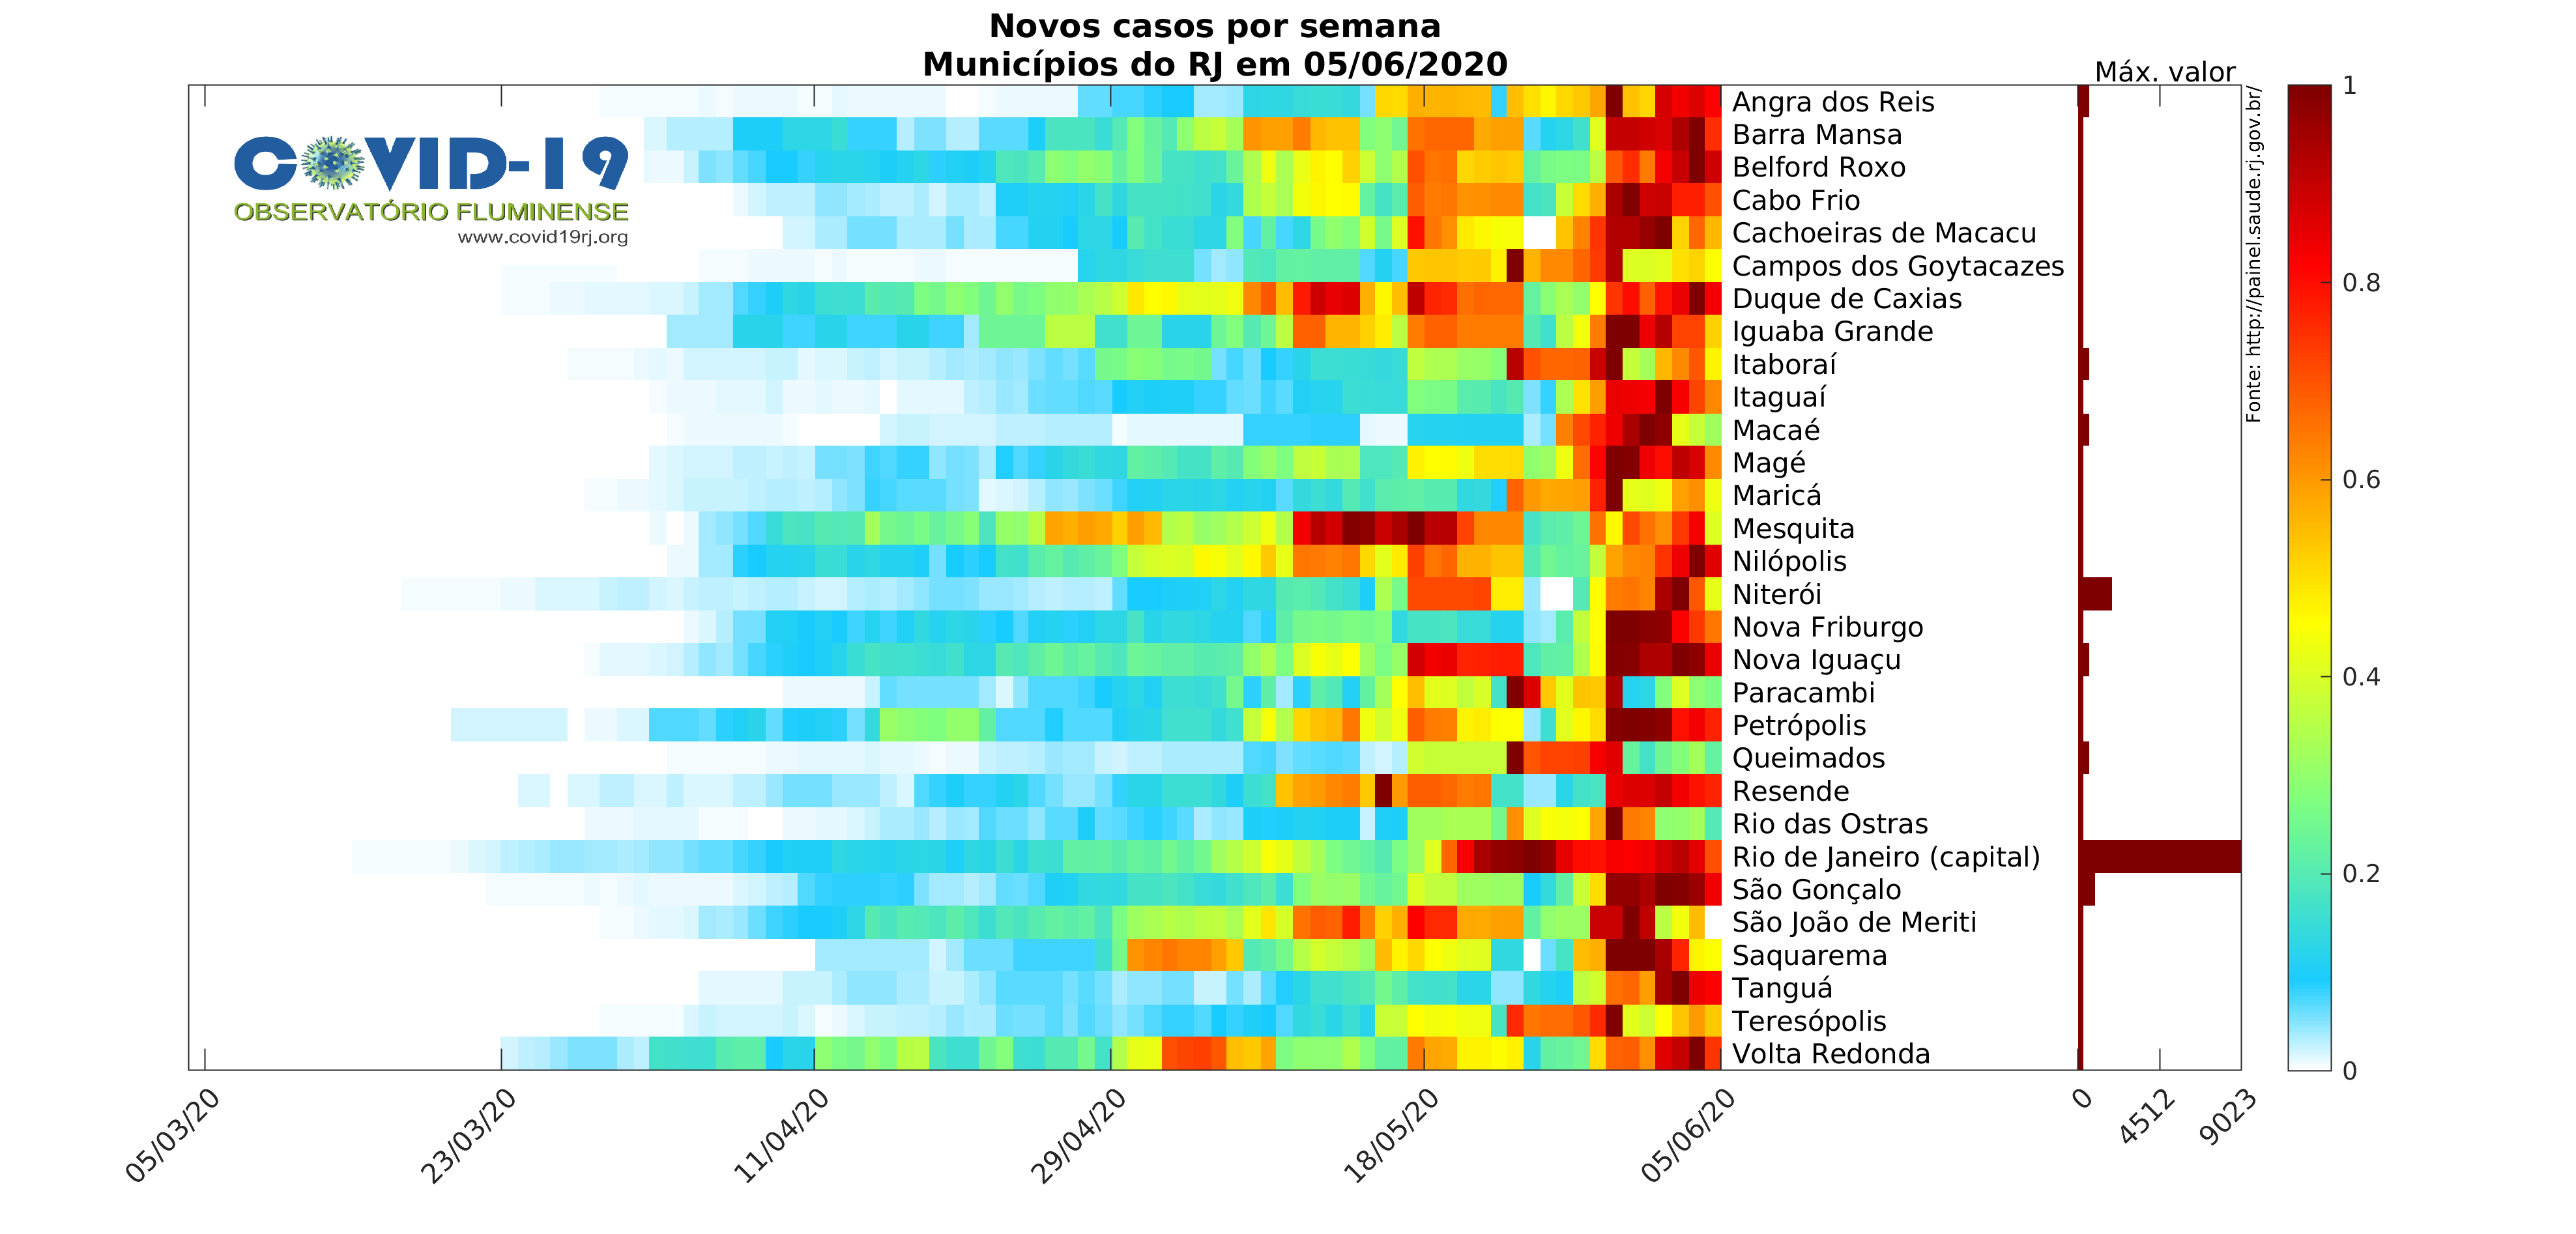 Novos casos por semana
Municípios do RJ em 05/06/2020
Máx. valor
COVID-19
OBSERVATÓRIO FLUMINENSE
www.covid19rj.org
Angra dos Reis
Barra Mansa
Belford Roxo
Cabo Frio
Cachoeiras de Macacu
Campos dos Goytacazes
Duque de Caxias
Iguaba Grande
Itaboraí
Itaguaí
Macaé
Magé
Maricá
Mesquita
Nilópolis
Niterói
Nova Friburgo
Nova Iguaçu
Paracambi
Petrópolis
Queimados
Resende
Rio das Ostras
Rio de Janeiro (capital)
São Gonçalo
São João de Meriti
Saquarema
Tanguá
Teresópolis
Volta Redonda
Fonte: http://painel.saude.rj.gov.br/
1
0.8
0.6
0.4
0.2
0
05/03/20
23/03/20
11/04/20
29/04/20
18/05/20
05/06/20
0
4512
9023